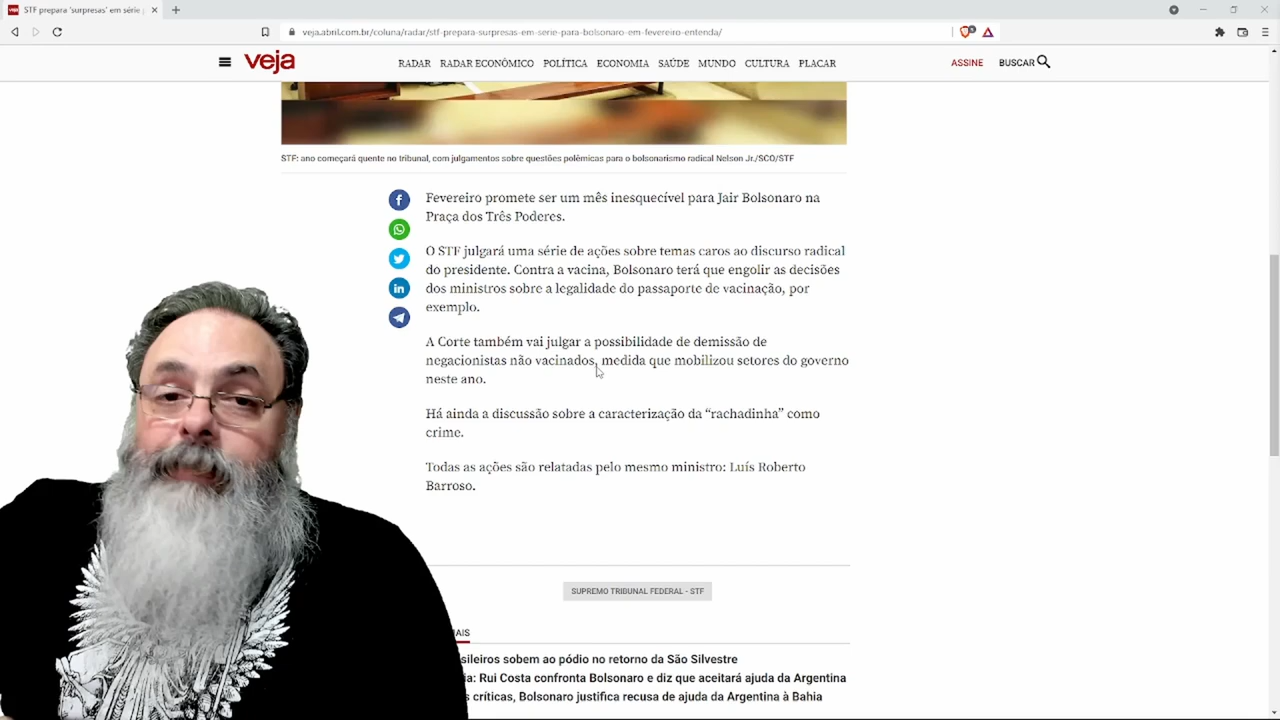 veja STF prepara 'surpresas' em série
veja.abril.com.br/coluna/radar/stf-prepara-surpresas-em-serie-para-bolsonaro-em-fevereiro-entenda/
veja RADAR RADAR ECONÔMICO POLÍTICA ECONOMIA SAÚDE MUNDO CULTURA PLACAR ASSINE BUSCAR
STF: ano começará quente no tribunal, com julgamentos sobre questões polêmicas para o bolsonarismo radical Nelson Jr./SCO/STF
Fevereiro promete ser um mês inesquecível para Jair Bolsonaro na
Praça dos Três Poderes.
O STF julgará uma série de ações sobre temas caros ao discurso radical
do presidente. Contra a vacina, Bolsonaro terá que engolir as decisões
dos ministros sobre a legalidade do passaporte de vacinação, por
exemplo.
A Corte também vai julgar a possibilidade de demissão de
negacionistas não vacinados, medida que mobilizou setores do governo
neste ano.
Há ainda a discussão sobre a caracterização da “rachadinha” como
crime.
Todas as ações são relatadas pelo mesmo ministro: Luís Roberto
Barroso.
SUPREMO TRIBUNAL FEDERAL - STF
AIS
sileiros sobem ao pódio no retorno da São Silvestre
ia: Rui Costa confronta Bolsonaro e diz que aceitará ajuda da Argentina
s críticas, Bolsonaro justifica recusa de ajuda da Argentina à Bahia